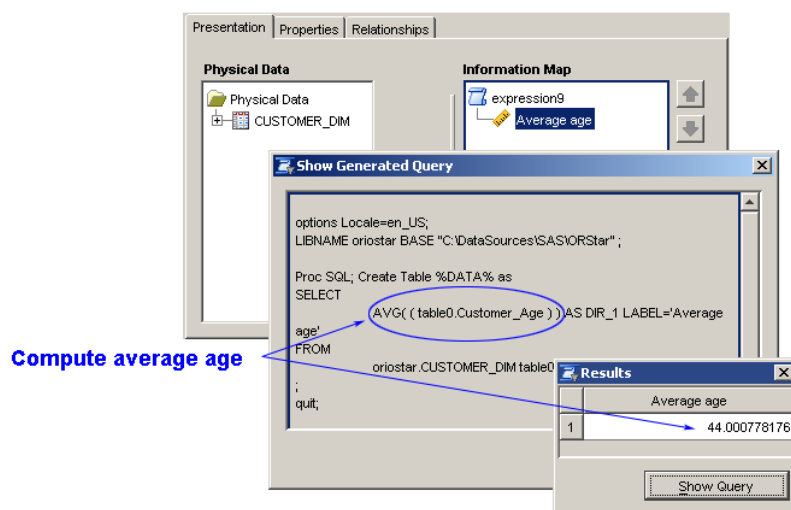 Presentation Properties Relationships
Physical Data
Information Map
Physical Data
CUSTOMER_DIM
expression9
Average age
Show Generated Query
options Locale=en_US;
LIBNAME oriostar BASE "C:\DataSources\SAS\ORStar" ;
Proc SQL; Create Table %DATA% as
SELECT
AVG( ( table0.Customer_Age ) ) AS DIR_1 LABEL='Average
age'
FROM
oriostar.CUSTOMER_DIM table0
;
quit;
Compute average age
Results
Average age
1 44.000778176
Show Query